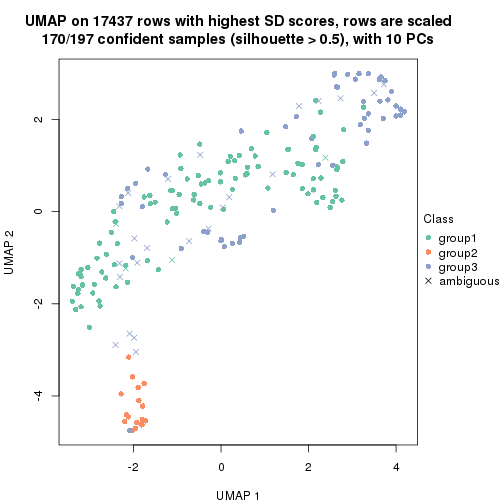 UMAP on 17437 rows with highest SD scores, rows are scaled
170/197 confident samples (silhouette > 0.5), with 10 PCs
2
0
-2
-4
UMAP 2
-2
0
2
4
UMAP 1
Class
group1
group2
group3
ambiguous